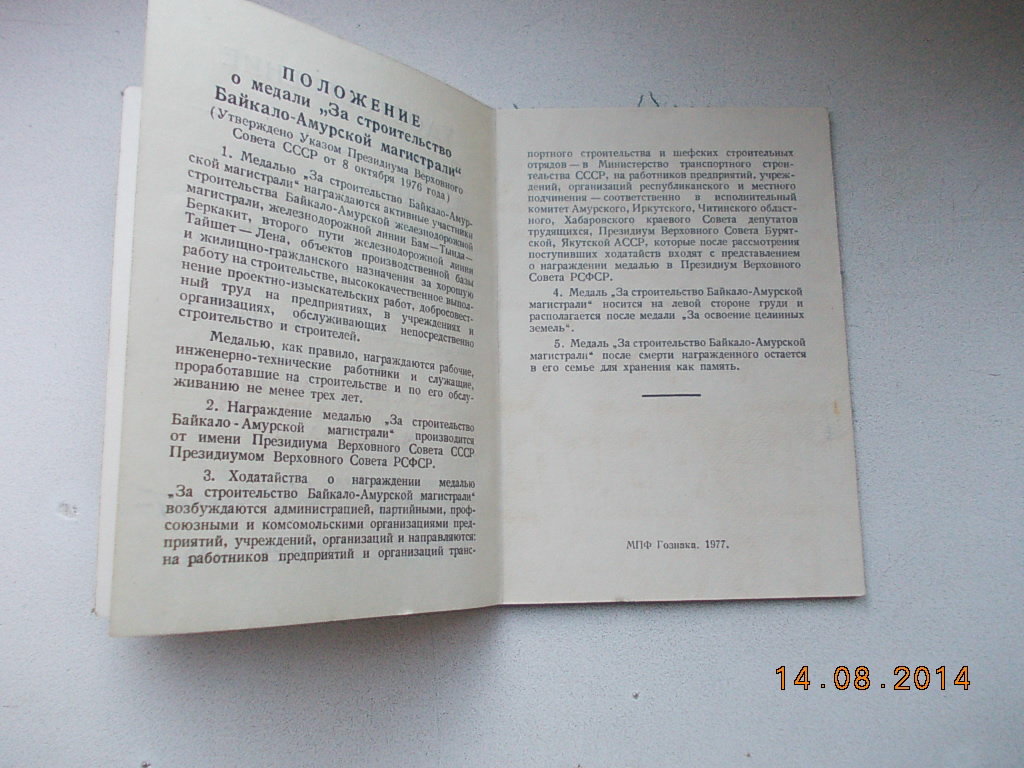 ПОЛОЖЕНИЕ
о медали „За строительство
Байкало-Амурской магистрали“
(Утверждено Указом Президиума Верховного
Совета СССР от 8 октября 1976 года)
1. Медалью „За строительство Байкало-Амур-
ской магистрали“ награждаются активные участники
строительства Байкало-Амурской железнодорожной
магистрали, железнодорожной линии Бам—Тында—
Беркакит, второго пути железнодорожной линии
Тайшет—Лена, объектов производственной базы
и жилищно-гражданского назначения за хорошую
работу на строительстве, высококачественное выпол-
нение проектно-изыскательских работ, добросовест-
ный труд на предприятиях, в учреждениях и
организациях, обслуживающих непосредственно
строительство и строителей.
Медалью, как правило, награждаются рабочие,
инженерно-технические работники и служащие,
проработавшие на строительстве и по его обслу-
живанию не менее трех лет.
2. Награждение медалью „За строительство
Байкало-Амурской магистрали“ производится
от имени Президиума Верховного Совета СССР
Президиумом Верховного Совета РСФСР.
3. Ходатайства о награждении медалью
„За строительство Байкало-Амурской магистрали“
возбуждаются администрацией, партийными, проф-
союзными и комсомольскими организациями пред-
приятий, учреждений, организаций и направляются:
на работников предприятий и организаций транс-
портного строительства и шефских строительных
отрядов—в Министерство транспортного строи-
тельства СССР, на работников предприятий, учреж-
дений, организаций республиканского и местного
подчинения—соответственно в исполнительный
комитет Амурского, Иркутского, Читинского област-
ного, Хабаровского краевого Совета депутатов
трудящихся, Президиум Верховного Совета Бурят-
ской, Якутской АССР, которые после рассмотрения
поступивших ходатайств входят с представлением
о награждении медалью в Президиум Верховного
Совета РСФСР.
4. Медаль „За строительство Байкало-Амурской
магистрали“ носится на левой стороне груди и
располагается после медали „За освоение целинных
земель“.
5. Медаль „За строительство Байкало-Амурской
магистрали“ после смерти награжденного остается
в его семье для хранения как память.
МПФ Гознака. 1977.
14.08.2014